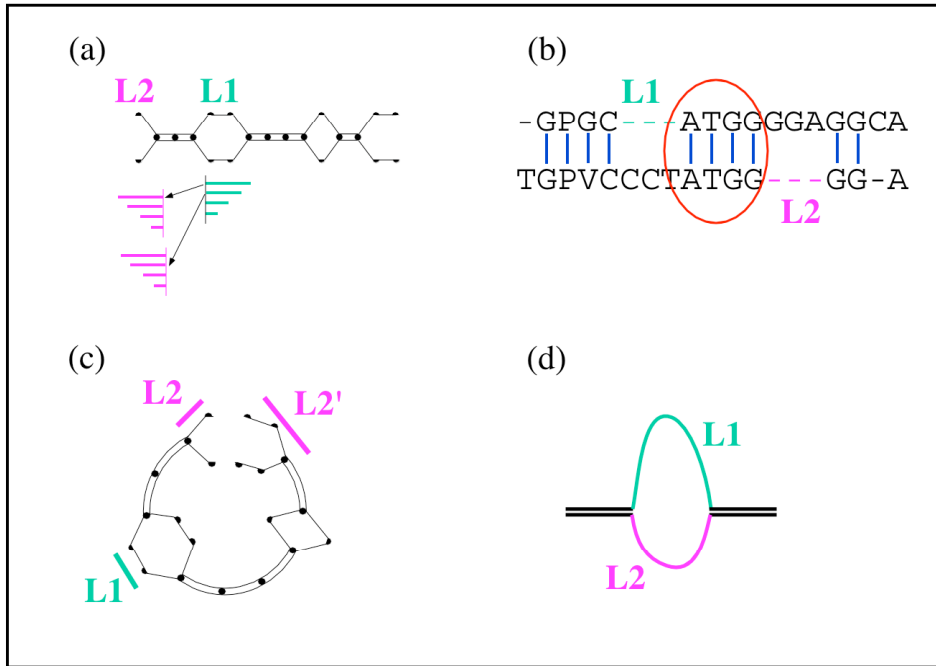 (a)
L2 L1
(b)
L1
-GPGC---ATGGGGAGGCA
TGPVCCCTATGG---GG-A
L2
(c)
L2
L2'
L1
(d)
L1
L2